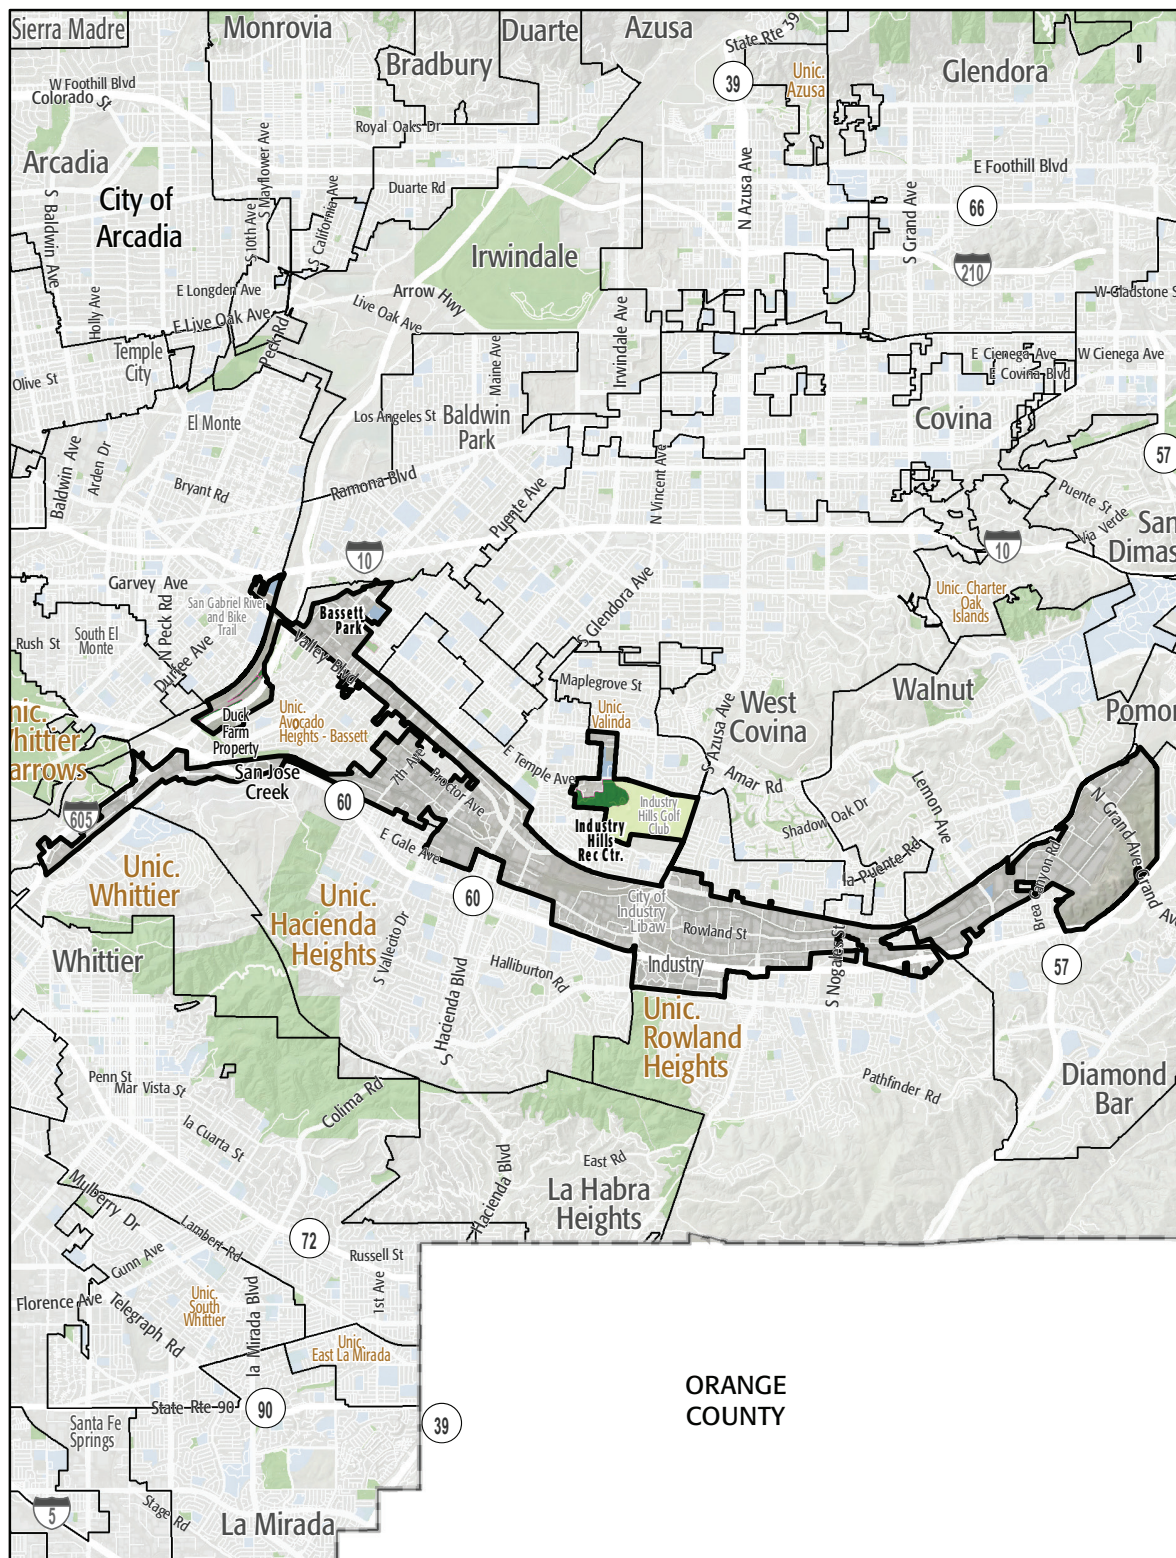 Sierra Madre
Monrovia
Duarte
Azusa
State Rte 39
39
Unic.
Azusa
Glendora
Bradbury
W Foothill Blvd
Colorado St
Royal Oaks Dr
Arcadia
City of
Arcadia
S Baldwin Ave
S Mayflower Ave
S 10th Ave
S California Ave
Duarte Rd
N Azusa Ave
E Foothill Blvd
S Grand Ave
66
Irwindale
210
E Longden Ave
Arrow Hwy
Live Oak Ave
E Live Oak Ave
Holly Ave
Peck Rd
W Gladstone S
Temple
City
Olive St
Maine Ave
Irwindale Ave
E Cienega Ave
W Cienega Ave
E Covina Blvd
El Monte
Los Angeles St
Baldwin
Park
Covina
Baldwin Ave
Arden Dr
Bryant Rd
Ramona Blvd
Puente Ave
N Vincent Ave
57
Puente St
Via Verde
San
Dimas
10
10
Garvey Ave
San Gabriel River
and Bike
Trail
Bassett
Park
S Glendora Ave
Unic. Charter
Oak
Islands
Rush St
South El
Monte
N Peck Rd
Durfee Ave
Valley Blvd
Maplegrove St
Unic.
Valinda
West
Covina
Walnut
Pomo
Unic.
Avocado
Heights - Bassett
Duck
Farm
Property
nic.
Whittier
arrows
San Jose
Creek
605
60
7th Ave
Proctor Ave
E Temple Ave
S Azusa Ave
Amar Rd
Industry
Hills Golf
Club
Industry
Hills
Rec Ctr.
Shadow Oak Dr
Lemon Ave
la Puente Rd
N Grand Ave
Grand Av
Brea Canyon Rd
E Gale Ave
60
Unic.
Whittier
Unic.
Hacienda
Heights
City of
Industry
- Libaw
Rowland St
Industry
S Nogales St
57
Whittier
S Vallecito Dr
S Hacienda Blvd
Halliburton Rd
Unic.
Rowland
Heights
Penn St
Mar Vista St
Colima Rd
Pathfinder Rd
Diamond
Bar
la Cuarta St
Hacienda Blvd
East Rd
La Habra
Heights
Mulberry Dr
Lambert Rd
Gunn Ave
72
Russell St
1st Ave
Florence Ave
Telegraph Rd
Unic.
South
Whittier
la Mirada Blvd
Unic.
East La Mirada
State Rte 90
90
39
ORANGE
COUNTY
Santa Fe
Springs
Stage Rd
5
La Mirada